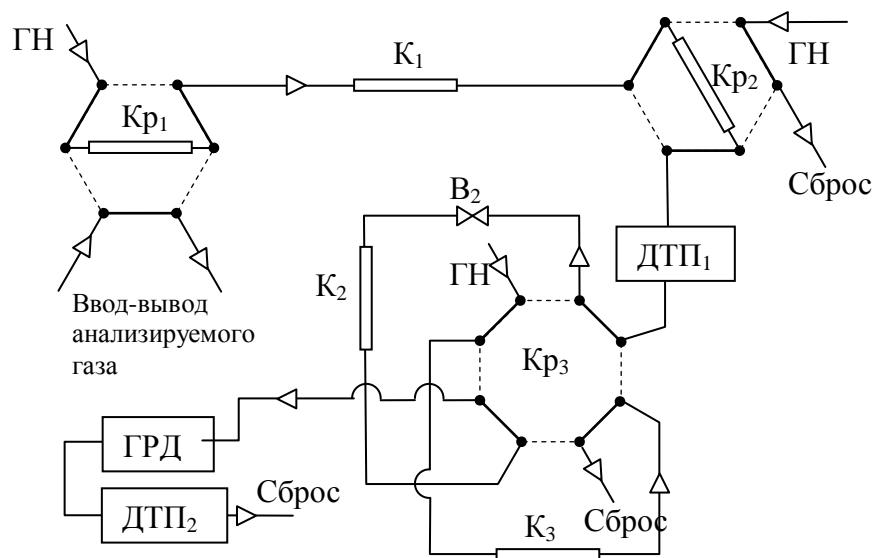 ГН
К₁
Кр₂
ГН
Кр₁
Сброс
В₂
ДТП₁
ГН
К₂
Ввод-вывод
анализируемого
газа
Кр₃
ГРД
Сброс
ДТП₂
Сброс
К₃